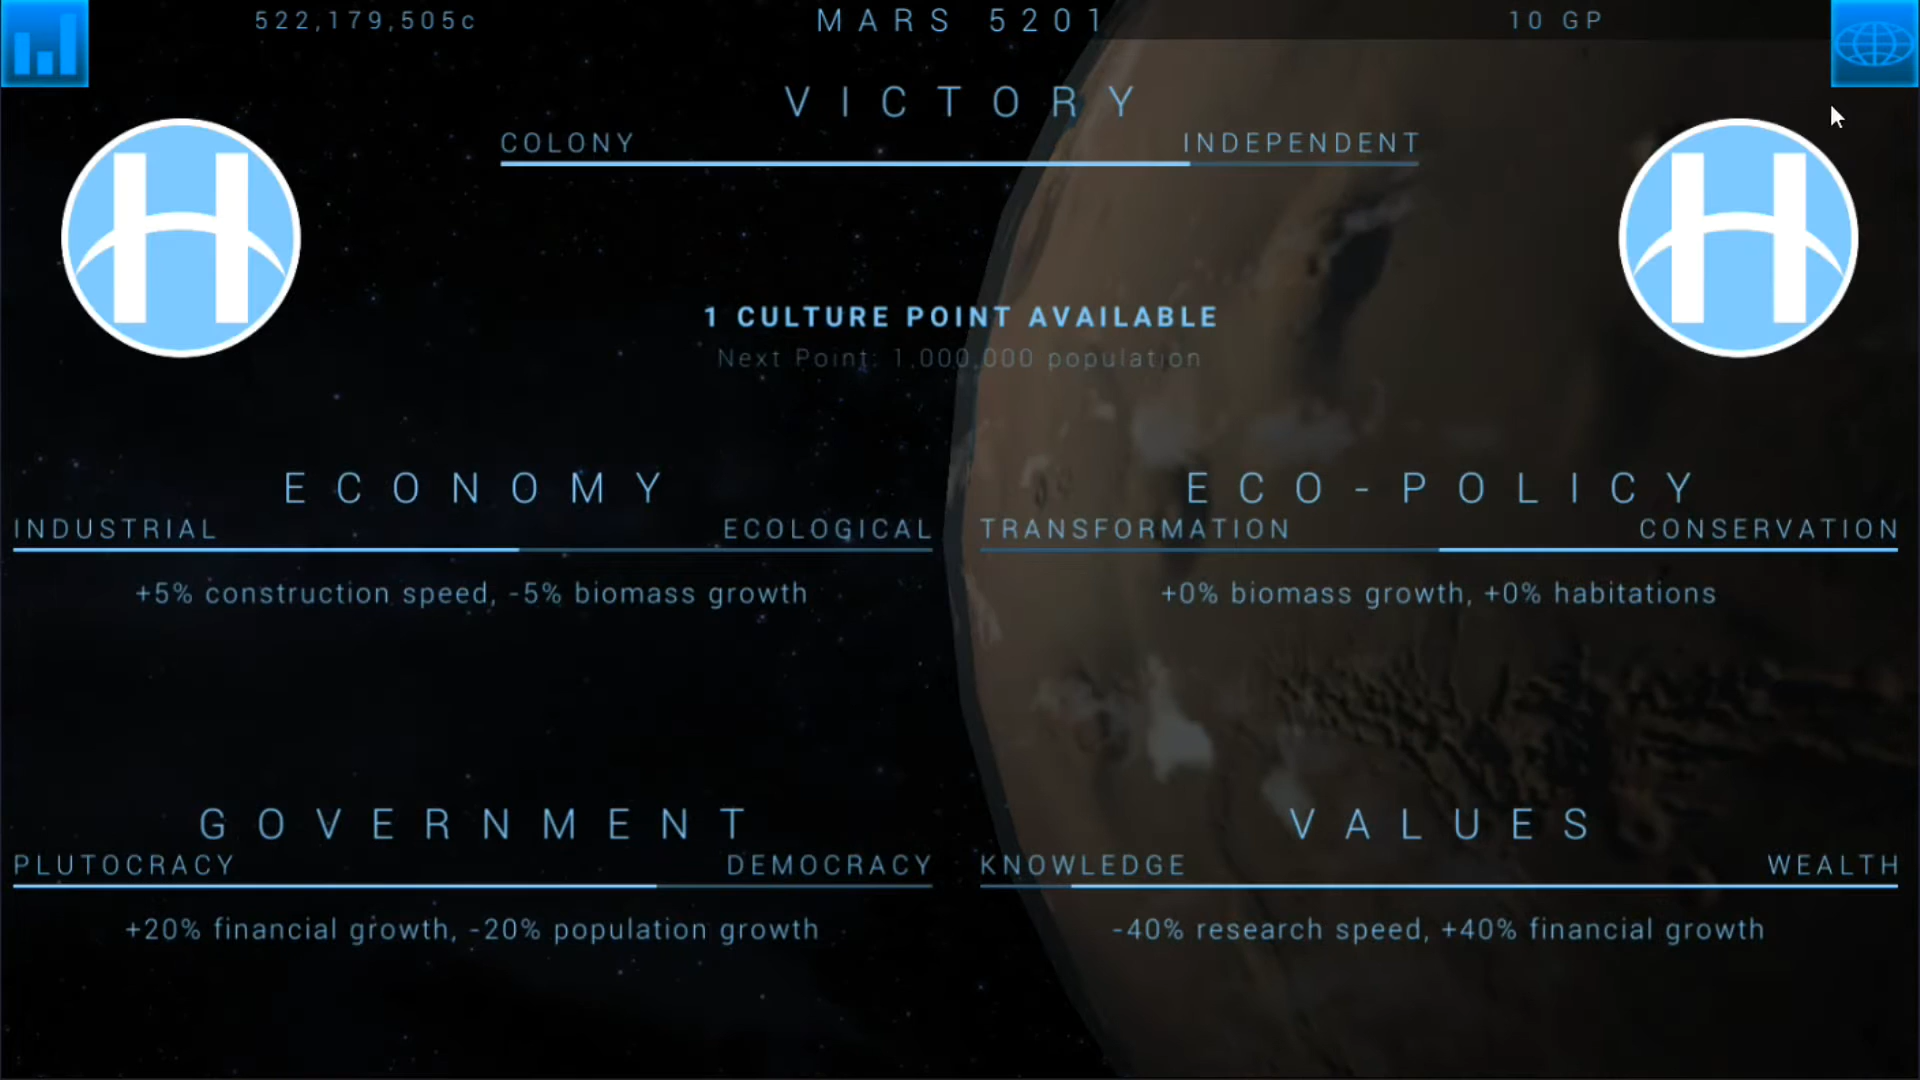 522,179,505c
MARS 5201
10 GP
VICTORY
COLONY
INDEPENDENT
H
H
1 CULTURE POINT AVAILABLE
Next Point: 1,000,000 population
ECONOMY
INDUSTRIAL
ECOLOGICAL
+5% construction speed, -5% biomass growth
ECO-POLICY
TRANSFORMATION
CONSERVATION
+0% biomass growth, +0% habitations
GOVERNMENT
PLUTOCRACY
DEMOCRACY
+20% financial growth, -20% population growth
VALUES
KNOWLEDGE
WEALTH
-40% research speed, +40% financial growth